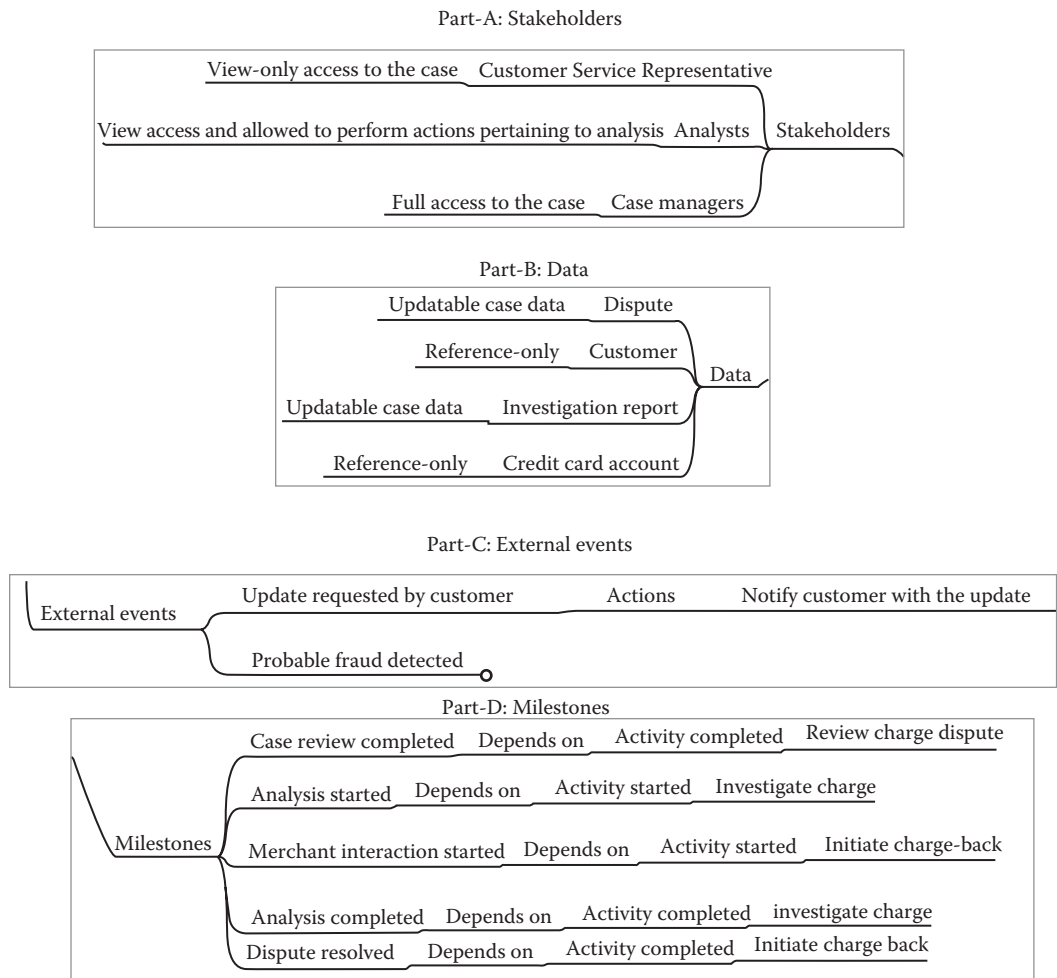 Part-A: Stakeholders
View-only access to the case Customer Service Representative
View access and allowed to perform actions pertaining to analysis Analysts Stakeholders
Full access to the case Case managers
Part-B: Data
Updatable case data Dispute
Reference-only Customer
Data
Updatable case data Investigation report
Reference-only Credit card account
Part-C: External events
Update requested by customer Actions Notify customer with the update
External events
Probable fraud detected
Part-D: Milestones
Case review completed Depends on Activity completed Review charge dispute
Analysis started Depends on Activity started Investigate charge
Milestones
Merchant interaction started Depends on Activity started Initiate charge-back
Analysis completed Depends on Activity completed investigate charge
Dispute resolved Depends on Activity completed Initiate charge back